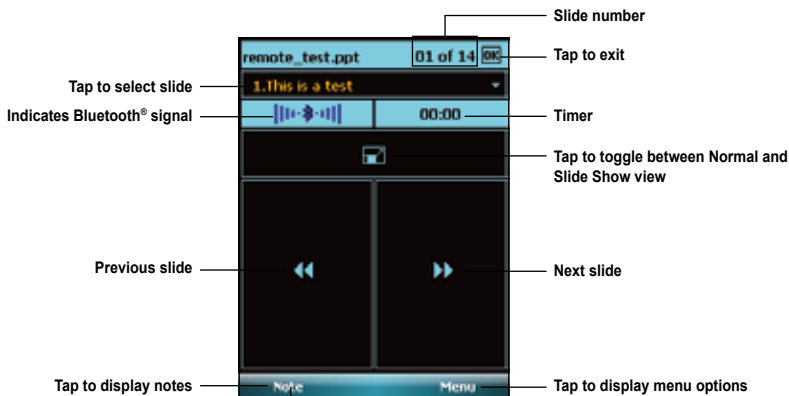 Slide number
remote_test.ppt 01 of 14 OK Tap to exit
Tap to select slide 1.This is a test
Indicates Bluetooth® signal 00:00 Timer
Tap to toggle between Normal and
Slide Show view
Previous slide Next slide
Tap to display notes Note Menu Tap to display menu options